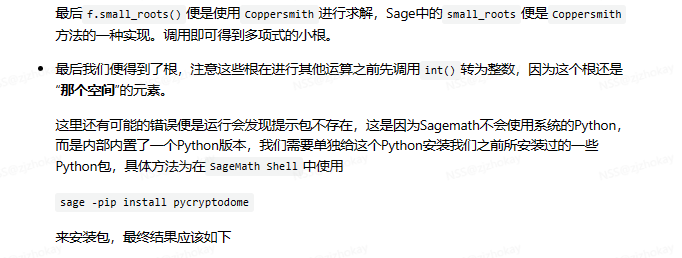 最后 f.small_roots() 便是使用 Coppersmith 进行求解，Sage中的 small_roots 便是 Coppersmith
方法的一种实现。调用即可得到多项式的小根。
• 最后我们便得到了根，注意这些根在进行其他运算之前先调用 int() 转为整数，因为这个根还是
“那个空间”的元素。
这里还有可能的错误便是运行会发现提示包不存在，这是因为Sagemath不会使用系统的Python，
而是内部内置了一个Python版本，我们需要单独给这个Python安装我们之前所安装过的一些
Python包，具体方法为在 SageMath Shell 中使用
sage -pip install pycryptodome
来安装包，最终结果应该如下